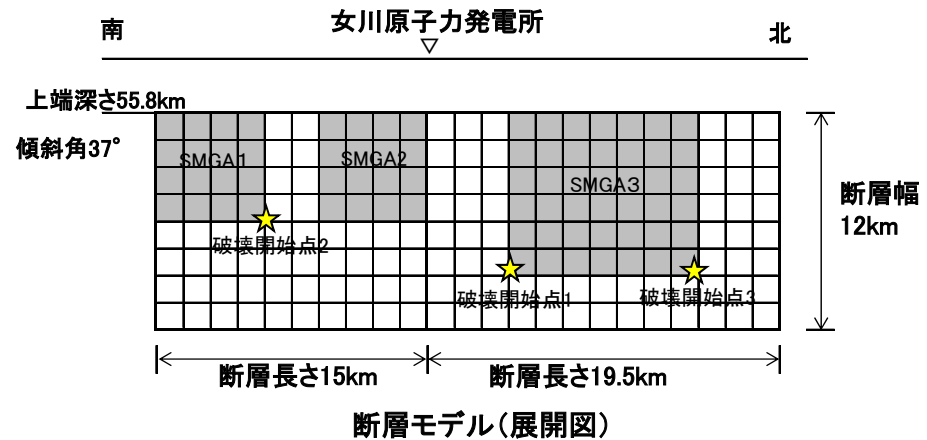 女川原子力発電所
南
北
▽
上端深さ55.8km
傾斜角37°
SMGA1
SMGA2
SMGA3
断層幅
12km
破壊開始点2
破壊開始点1
破壊開始点3
断層長さ15km
断層長さ19.5km
断層モデル(展開図)